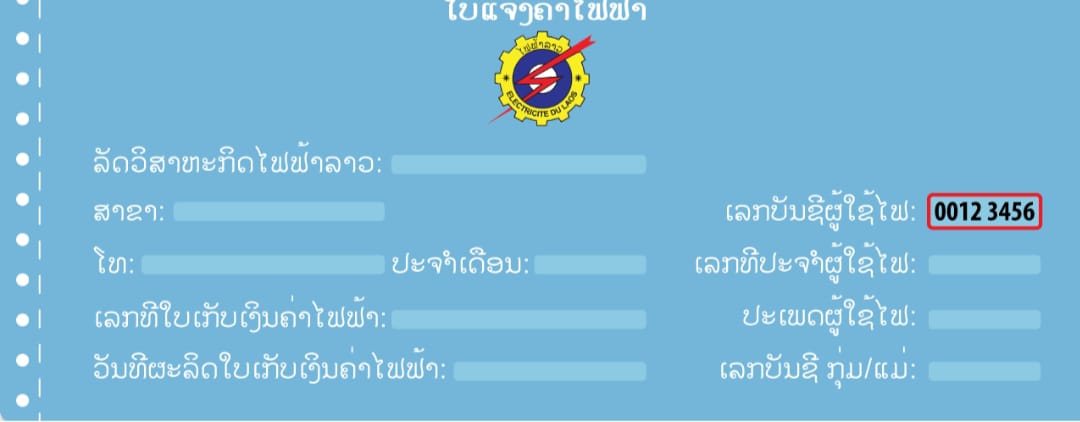 ໃບແຈ້ງຄ່າໄຟຟ້າ
ໄຟຟ້າລາວ
ELECTRICITE DU LAOS
ລັດວິສາຫະກິດໄຟຟ້າລາວ:
ສາຂາ:
ເລກບັນຊີຜູ້ໃຊ້ໄຟ: 0012 3456
ໂທ: ປະຈຳເດືອນ:
ເລກທີປະຈຳຜູ້ໃຊ້ໄຟ:
ເລກທີໃບເກັບເງິນຄ່າໄຟຟ້າ:
ປະເພດຜູ້ໃຊ້ໄຟ:
ວັນທີຜະລິດໃບເກັບເງິນຄ່າໄຟຟ້າ:
ເລກບັນຊີ ກຸ່ມ/ແມ່: